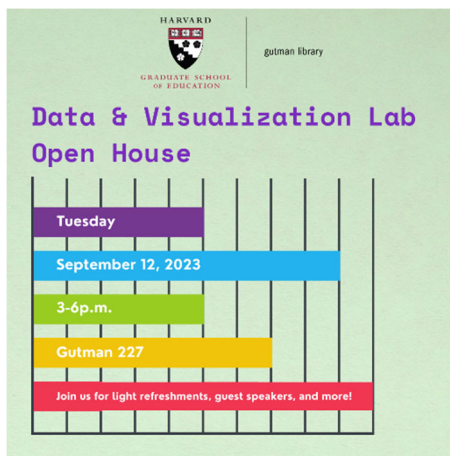 HARVARD
GRADUATE SCHOOL
OF EDUCATION
gutman library
Data & Visualization Lab
Open House
Tuesday
September 12, 2023
3-6p.m.
Gutman 227
Join us for light refreshments, guest speakers, and more!